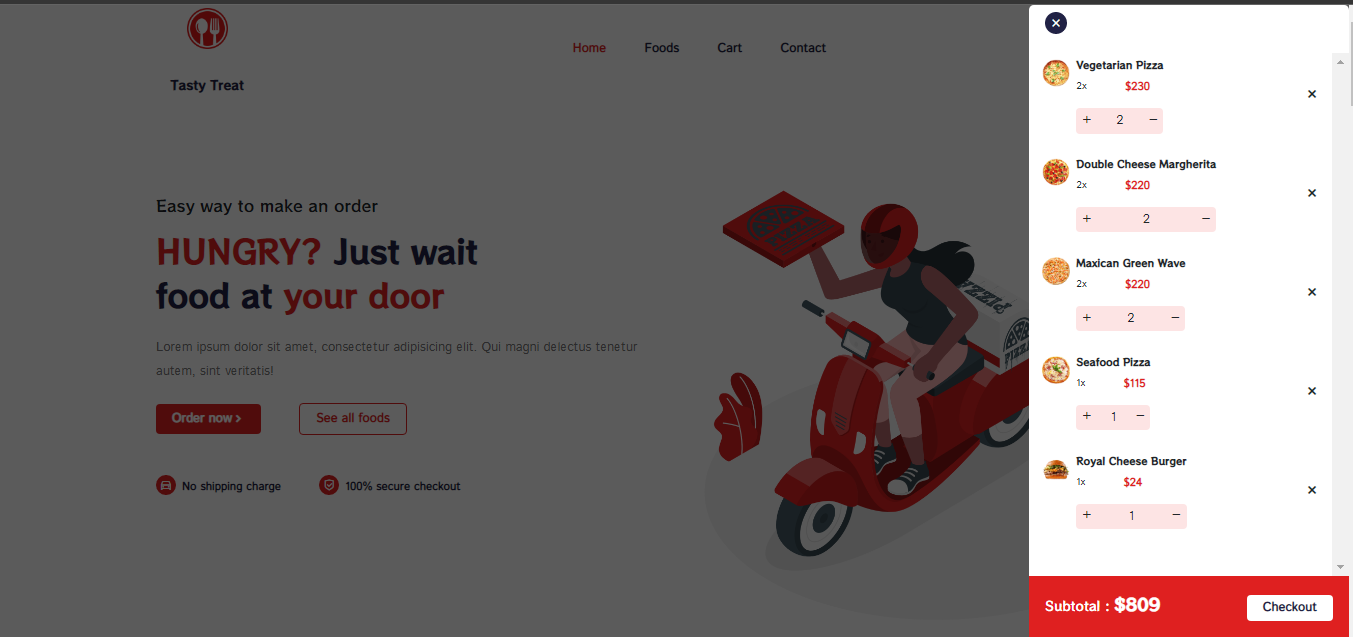 Tasty Treat
Home Foods Cart Contact
Easy way to make an order
HUNGRY? Just wait
food at your door
Lorem ipsum dolor sit amet, consectetur adipisicing elit. Qui magni delectus tenetur
autem, sint veritatis!
Order now >
See all foods
No shipping charge
100% secure checkout
PIZZA
PIZZA
PIZZA
Vegetarian Pizza
2x $230
+ 2 −
Double Cheese Margherita
2x $220
+ 2 −
Maxican Green Wave
2x $220
+ 2 −
Seafood Pizza
1x $115
+ 1 −
Royal Cheese Burger
1x $24
+ 1 −
Subtotal : $809
Checkout